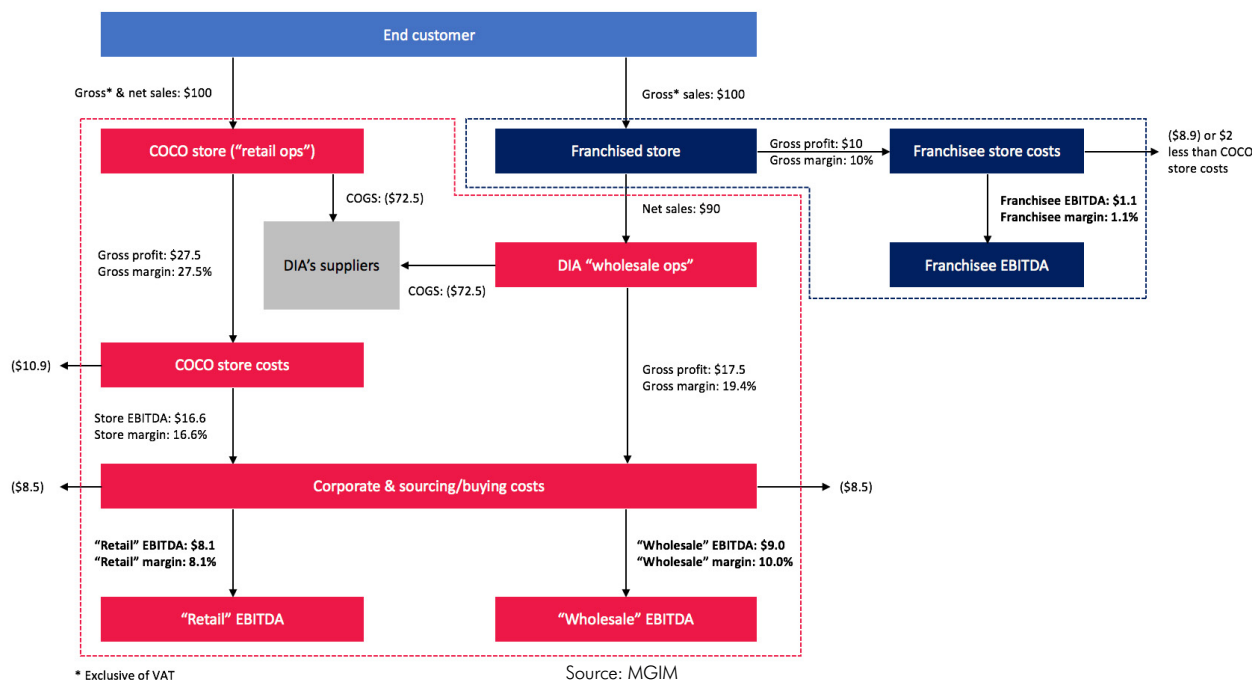 End customer
Gross* & net sales: $100
Gross* sales: $100
COCO store (“retail ops”)
Franchised store
Gross profit: $10
Gross margin: 10%
Franchisee store costs
($8.9) or $2
less than COCO
store costs
COGS: ($72.5)
Net sales: $90
Franchisee EBITDA: $1.1
Franchisee margin: 1.1%
Gross profit: $27.5
Gross margin: 27.5%
DIA’s suppliers
DIA “wholesale ops”
Franchisee EBITDA
COGS: ($72.5)
($10.9)
COCO store costs
Gross profit: $17.5
Gross margin: 19.4%
Store EBITDA: $16.6
Store margin: 16.6%
($8.5)
Corporate & sourcing/buying costs
($8.5)
“Retail” EBITDA: $8.1
“Retail” margin: 8.1%
“Wholesale” EBITDA: $9.0
“Wholesale” margin: 10.0%
“Retail” EBITDA
“Wholesale” EBITDA
* Exclusive of VAT
Source: MGIM